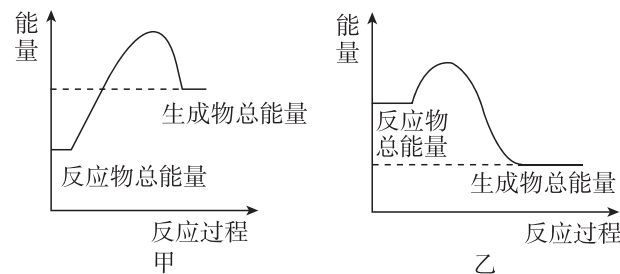 能量
生成物总能量
反应物总能量
反应过程
甲
能量
反应物
总能量
生成物总能量
反应过程
乙